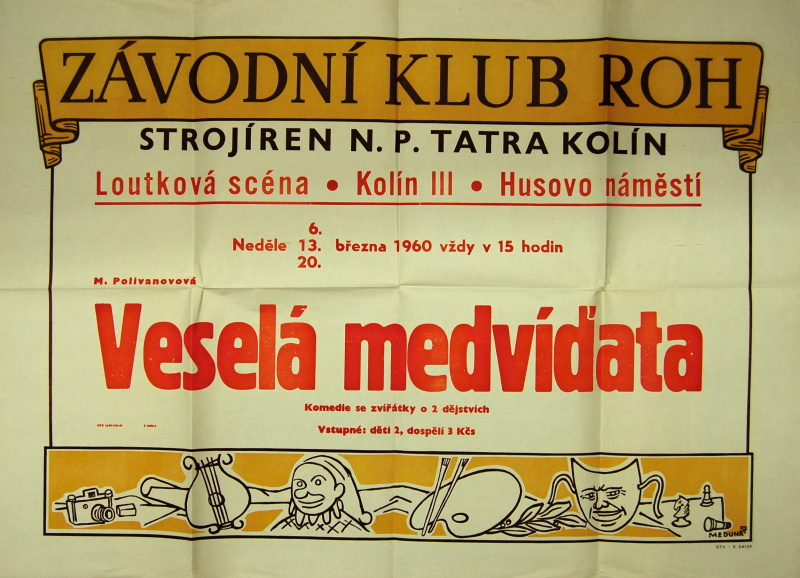 ZÁVODNÍ KLUB ROH
STROJÍREN N. P. TATRA KOLÍN
Loutková scéna • Kolín III • Husovo náměstí
6.
Neděle 13. března 1960 vždy v 15 hodin
20.
M. Polivanovová
Veselá medvíďata
Komedie se zvířátky o 2 dějstvích
Vstupné: děti 2, dospělí 3 Kčs
MEDUNA